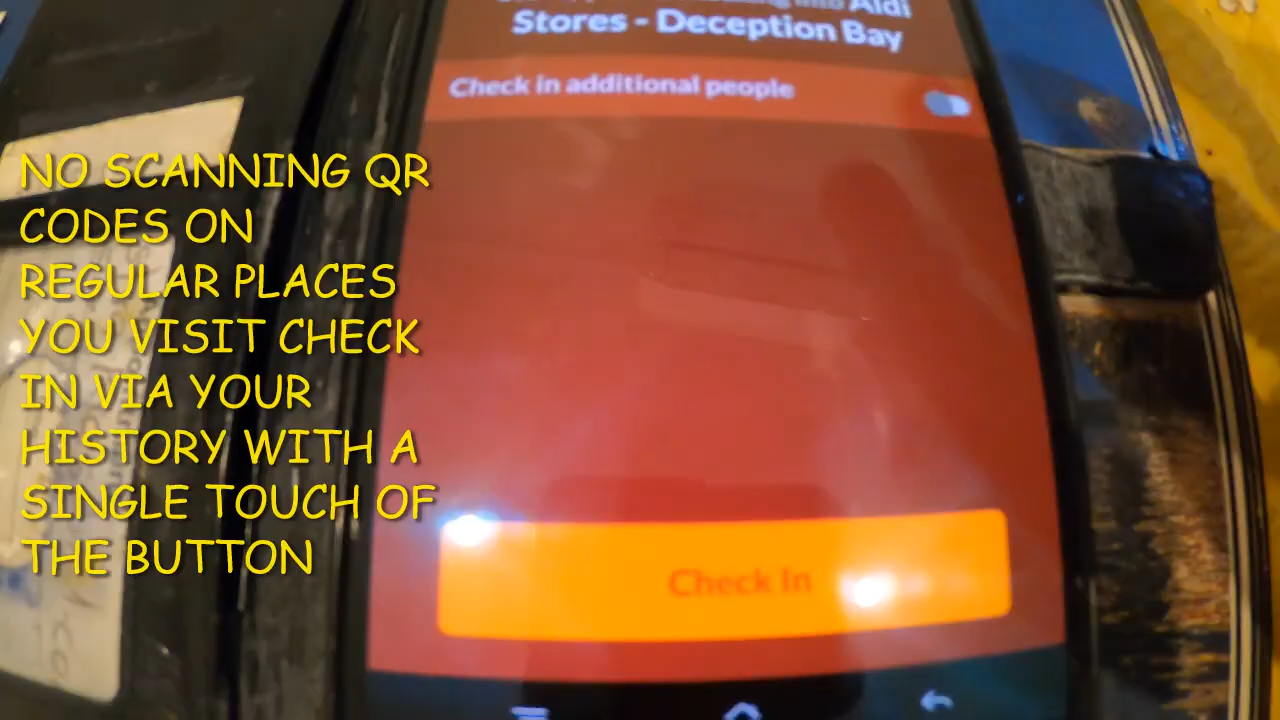 Aldi
Stores - Deception Bay
Check in additional people
NO SCANNING QR
CODES ON
REGULAR PLACES
YOU VISIT CHECK
IN VIA YOUR
HISTORY WITH A
SINGLE TOUCH OF
THE BUTTON
Check In